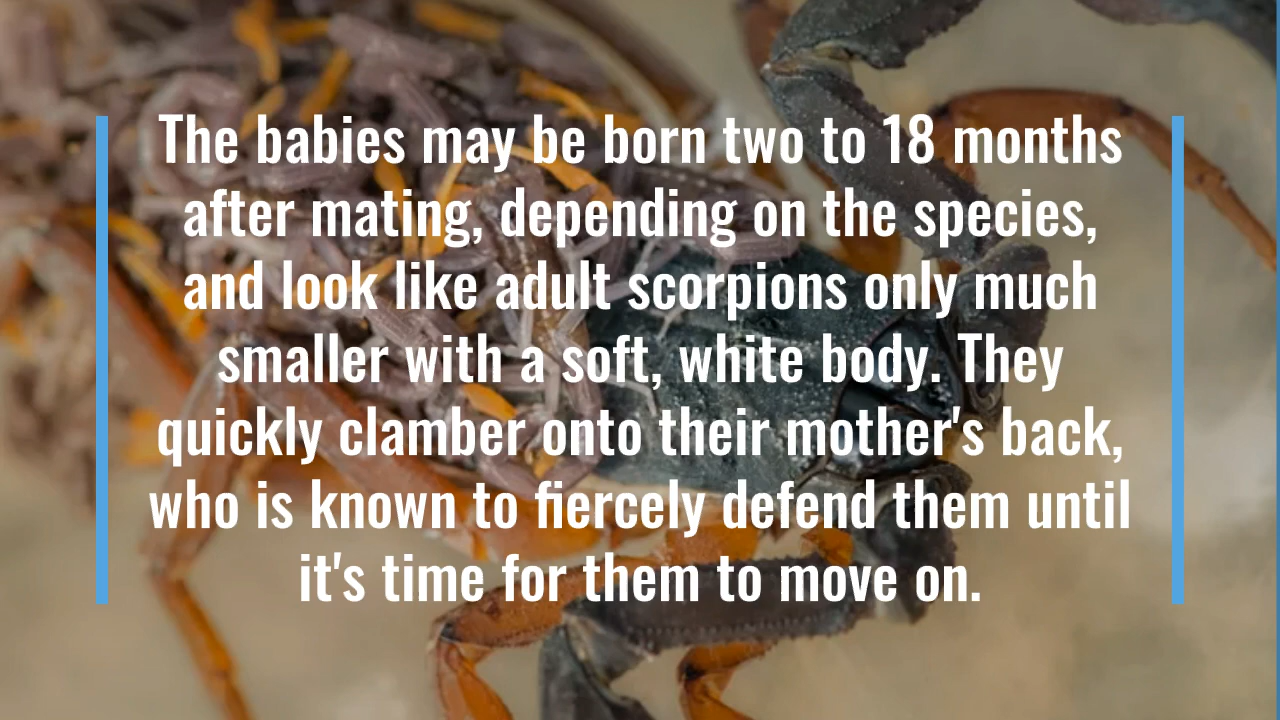 The babies may be born two to 18 months
after mating, depending on the species,
and look like adult scorpions only much
smaller with a soft, white body. They
quickly clamber onto their mother's back,
who is known to fiercely defend them until
it's time for them to move on.